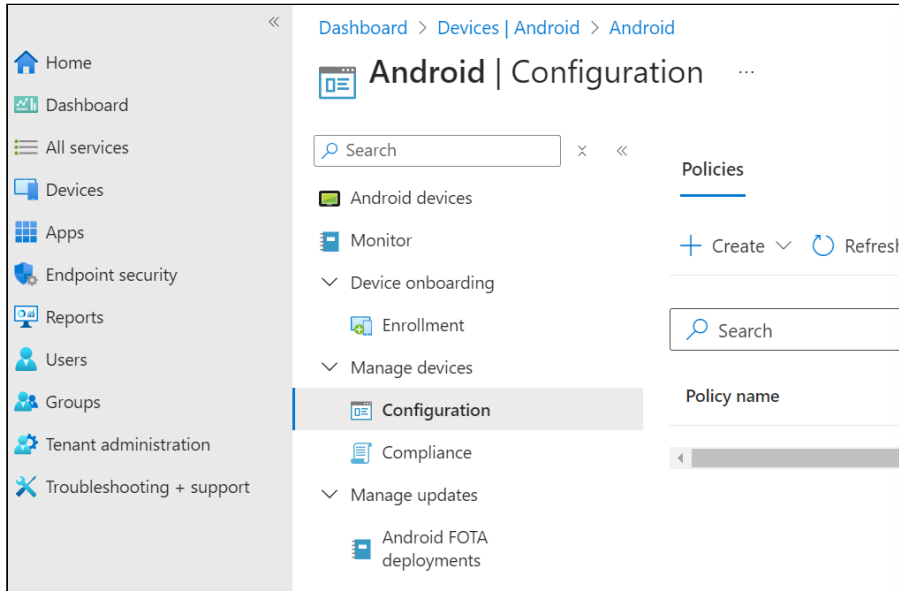 Home
Dashboard
All services
Devices
Apps
Endpoint security
Reports
Users
Groups
Tenant administration
Troubleshooting + support
Dashboard > Devices | Android > Android
Android | Configuration ...
Search
Android devices
Monitor
Device onboarding
Enrollment
Manage devices
Configuration
Compliance
Manage updates
Android FOTA
deployments
Policies
Create
Refresh
Search
Policy name